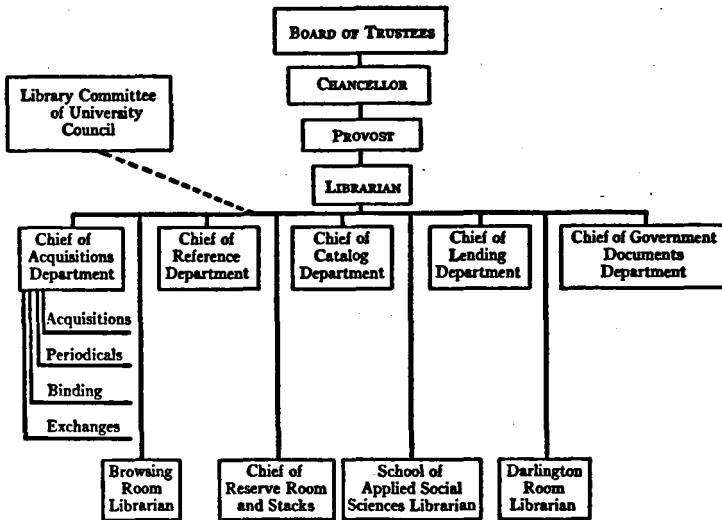 BOARD OF TRUSTEES
CHANCELLOR
Library Committee
of University
Council
PROVOST
LIBRARIAN
Chief of
Acquisitions
Department
Chief of
Reference
Department
Chief of
Catalog
Department
Chief of
Lending
Department
Chief of Government
Documents
Department
Acquisitions
Periodicals
Binding
Exchanges
Browsing
Room
Librarian
Chief of
Reserve Room
and Stacks
School of
Applied Social
Sciences Librarian
Darlington
Room
Librarian